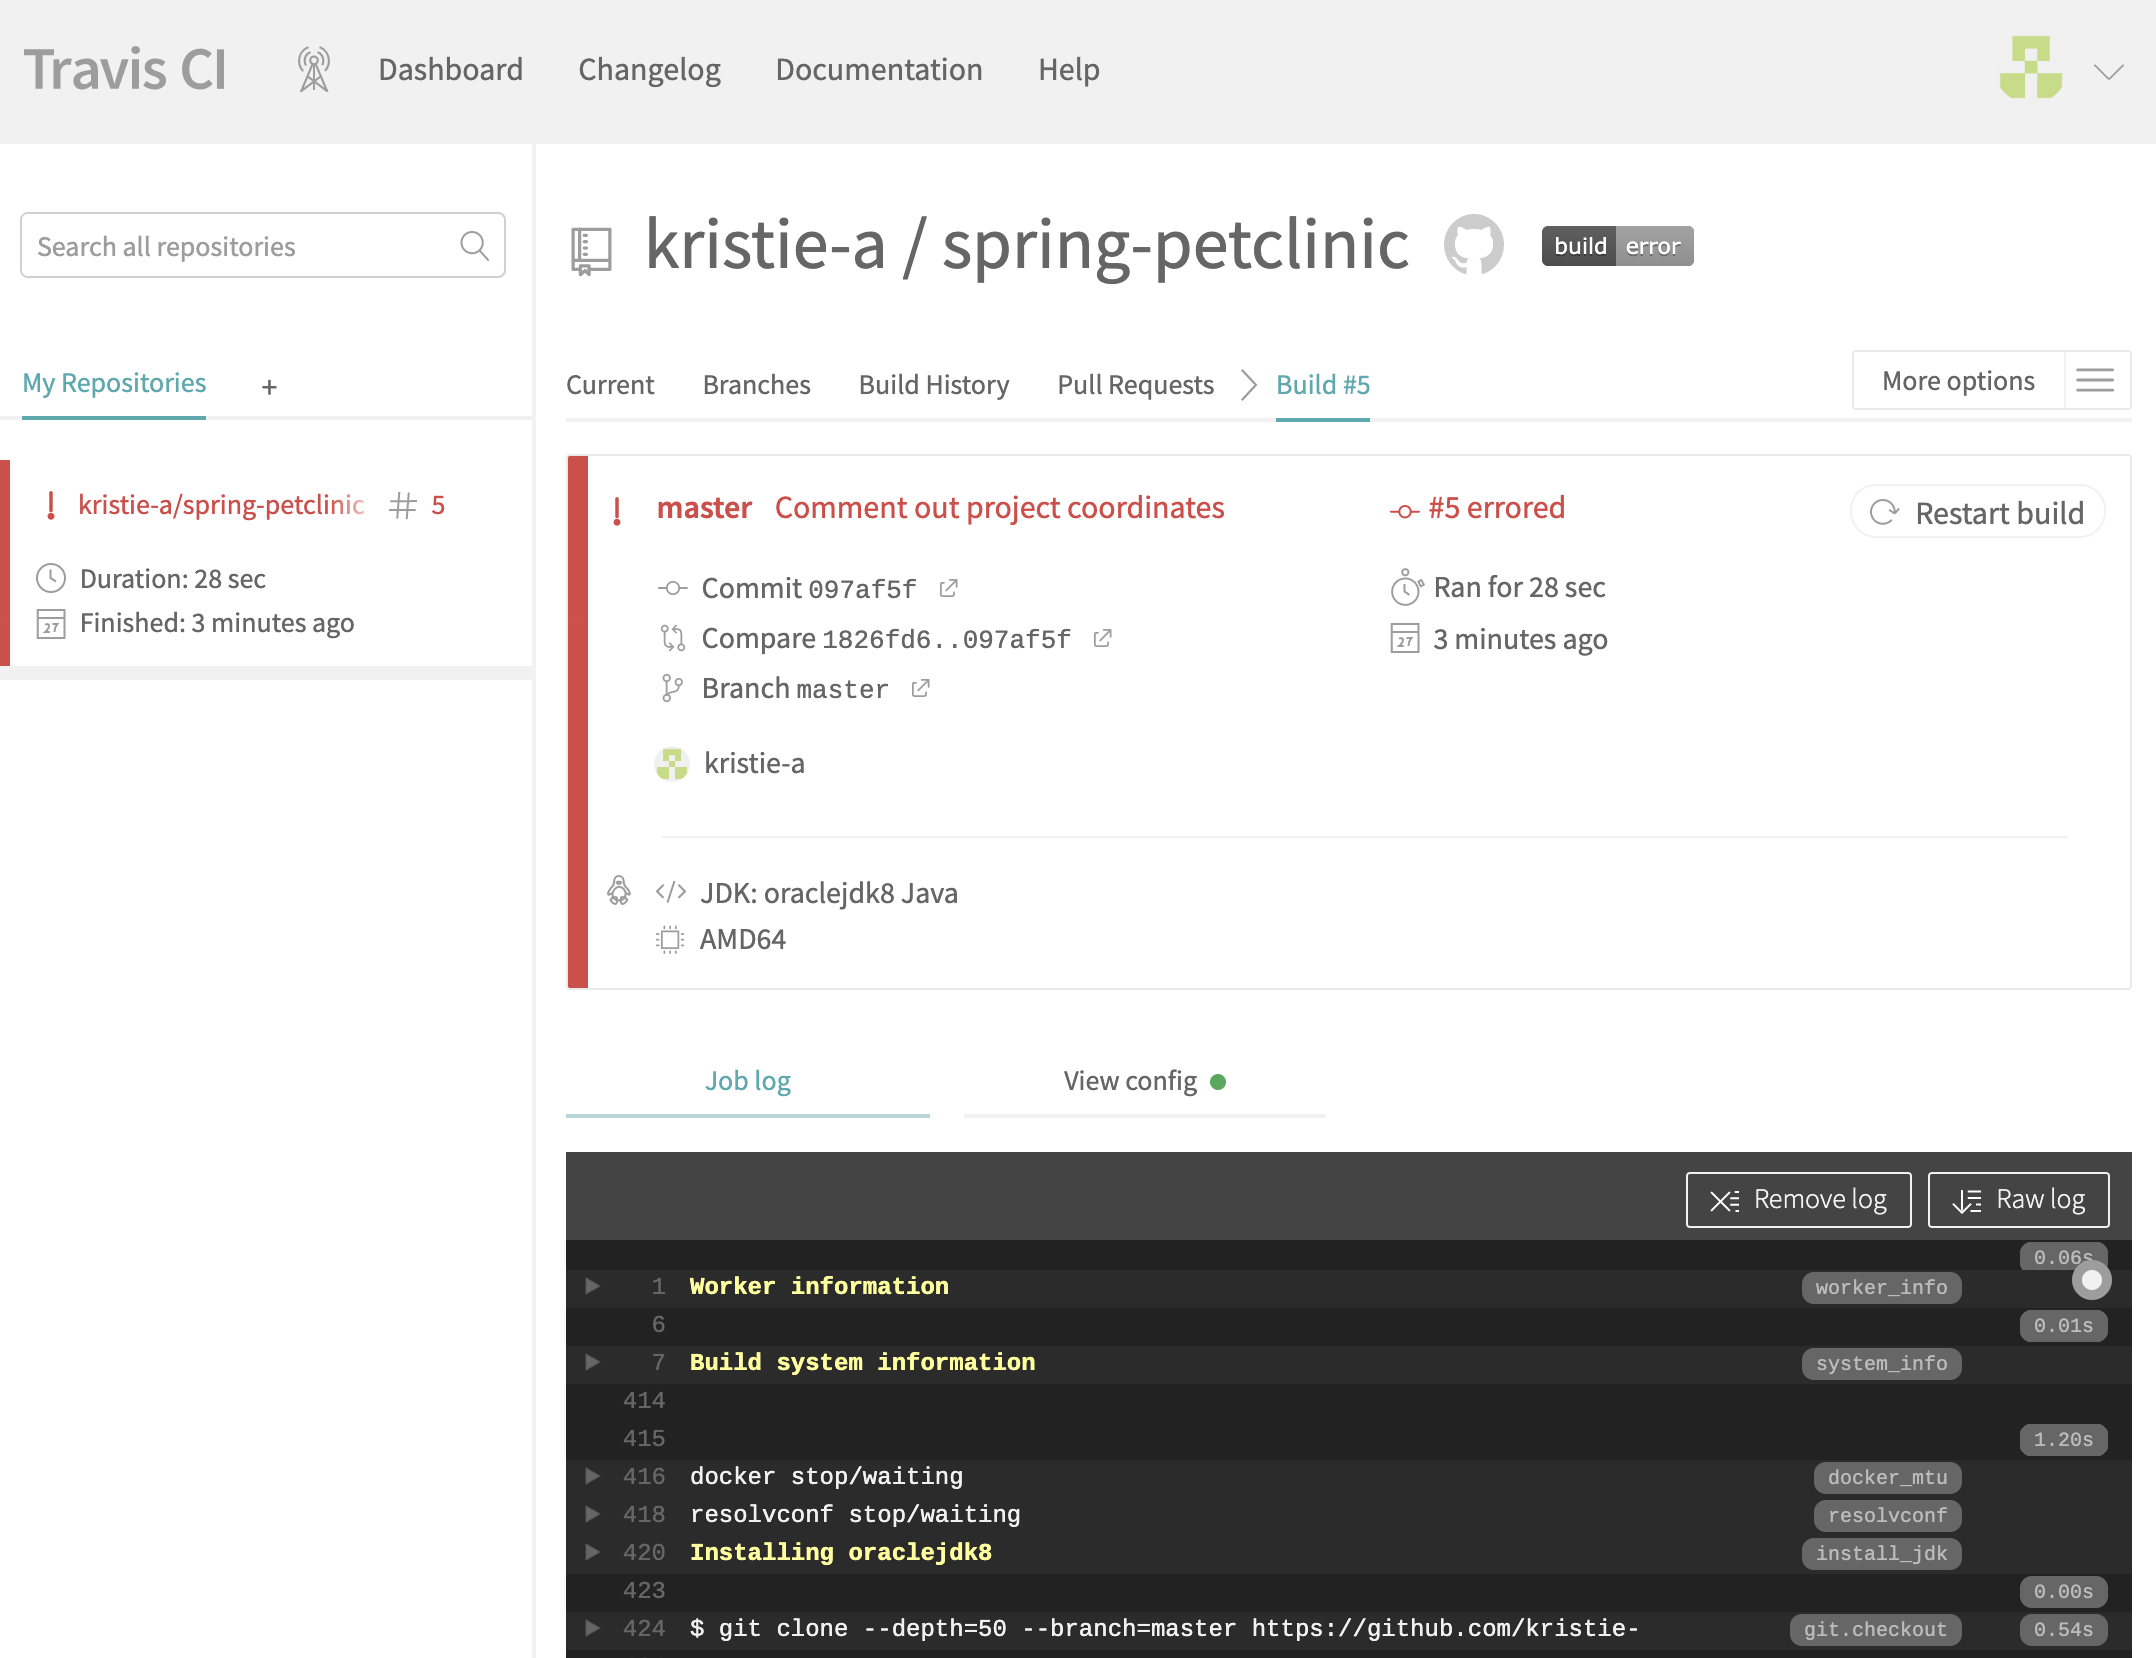 Travis CI
Dashboard
Changelog
Documentation
Help
Search all repositories
My Repositories
+
kristie-a/spring-petclinic # 5
Duration: 28 sec
27 Finished: 3 minutes ago
kristie-a / spring-petclinic
build error
Current
Branches
Build History
Pull Requests
Build #5
More options
! master Comment out project coordinates
#5 errored
Restart build
Commit 097af5f
Ran for 28 sec
Compare 1826fd6..097af5f
27 3 minutes ago
Branch master
kristie-a
</> JDK: oraclejdk8 Java
AMD64
Job log
View config
Remove log
Raw log
0.06s
1 Worker information worker_info
6 0.01s
7 Build system information system_info
414
415 1.20s
416 docker stop/waiting docker_mtu
418 resolvconf stop/waiting resolvconf
420 Installing oraclejdk8 install_jdk
423 0.00s
424 $ git clone --depth=50 --branch=master https://github.com/kristie- git.checkout 0.54s